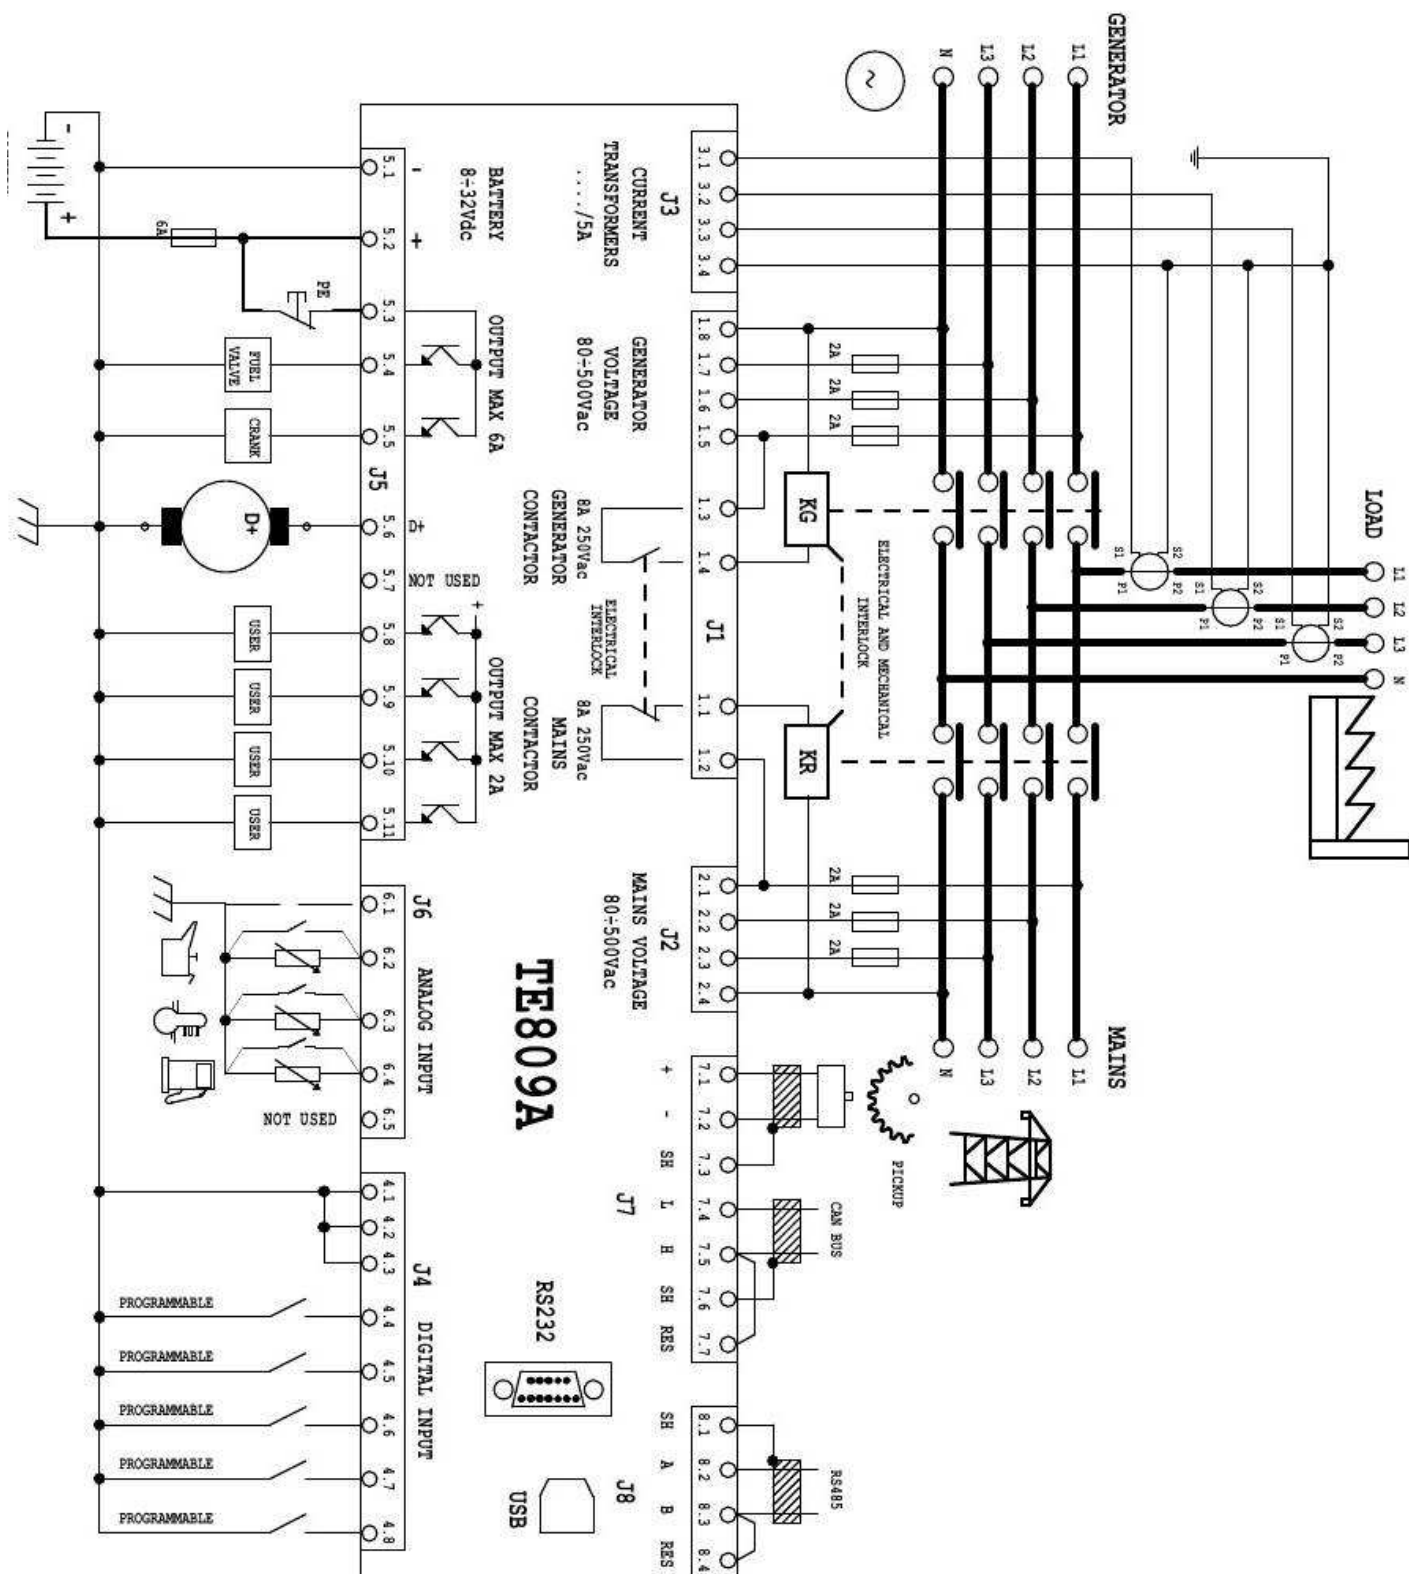 GENERATOR
L1
L2
L3
N
~
LOAD
L1
L2
L3
N
S1
S2
P1
P2
S1
S2
P1
P2
S1
S2
P1
P2
MAINS
L1
L2
L3
N
KG
KR
ELECTRICAL AND MECHANICAL
INTERLOCK
2A
2A
2A
2A
2A
2A
PICKUP
CAN BUS
RS485
3.1
3.2
3.3
3.4
J3
CURRENT
TRANSFORMERS
..../5A
1.8
1.7
1.6
1.5
1.3
1.4
1.1
1.2
J1
GENERATOR
VOLTAGE
80÷500Vac
8A 250Vac
GENERATOR
CONTACTOR
ELECTRICAL
INTERLOCK
8A 250Vac
MAINS
CONTACTOR
2.1
2.2
2.3
2.4
J2
MAINS VOLTAGE
80÷500Vac
7.1
7.2
7.3
7.4
7.5
7.6
7.7
+
-
SH
L
H
SH
RES
J7
8.1
8.2
8.3
8.4
SH
A
B
RES
J8
TE809A
RS232
USB
BATTERY
8÷32Vdc
-
+
OUTPUT MAX 6A
5.1
5.2
5.3
5.4
5.5
J5
5.6
D+
5.7
NOT USED
5.8
5.9
5.10
5.11
+
OUTPUT MAX 2A
-
+
6A
PE
FUEL
VALVE
CRANK
D+
USER
USER
USER
USER
J6
ANALOG INPUT
6.1
6.2
6.3
6.4
6.5
NOT USED
J4
DIGITAL INPUT
4.1
4.2
4.3
4.4
4.5
4.6
4.7
4.8
PROGRAMMABLE
PROGRAMMABLE
PROGRAMMABLE
PROGRAMMABLE
PROGRAMMABLE